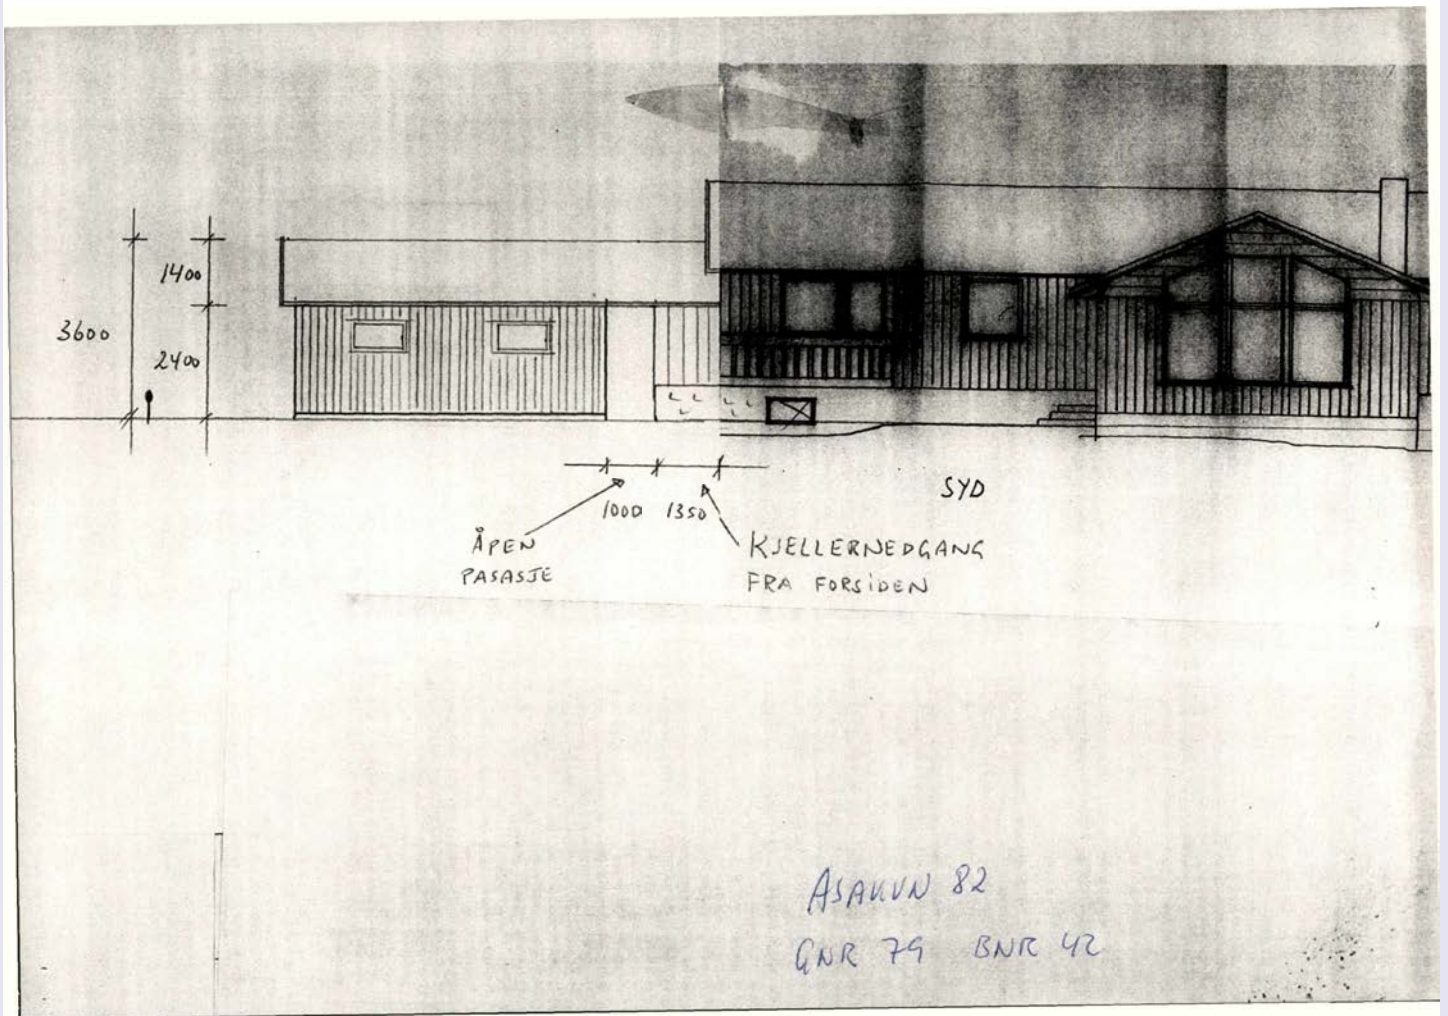 1400
3600
2400
SYD
1000 1350
ÅPEN
PASASJE
KJELLERNEDGANG
FRA FORSIDEN
ASAKVN 82
GNR 79 BNR 42